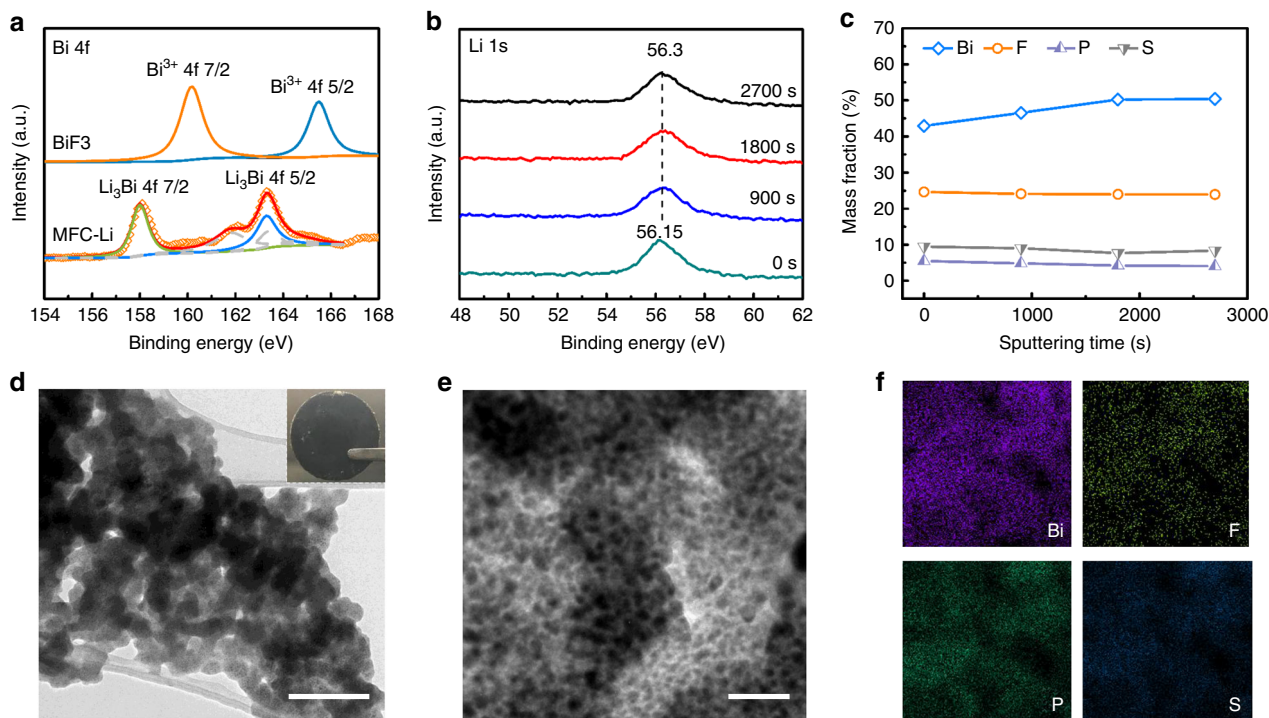 a
Bi 4f
Bi³⁺ 4f 7/2
Bi³⁺ 4f 5/2
BiF3
Li₃Bi 4f 7/2
Li₃Bi 4f 5/2
MFC-Li
Intensity (a.u.)
154 156 158 160 162 164 166 168
Binding energy (eV)
b
Li 1s
56.3
2700 s
1800 s
900 s
56.15
0 s
Intensity (a.u.)
48 50 52 54 56 58 60 62
Binding energy (eV)
c
Bi F P S
70
60
50
40
30
20
10
0
Mass fraction (%)
0 1000 2000 3000
Sputtering time (s)
d
e
f
Bi
F
P
S